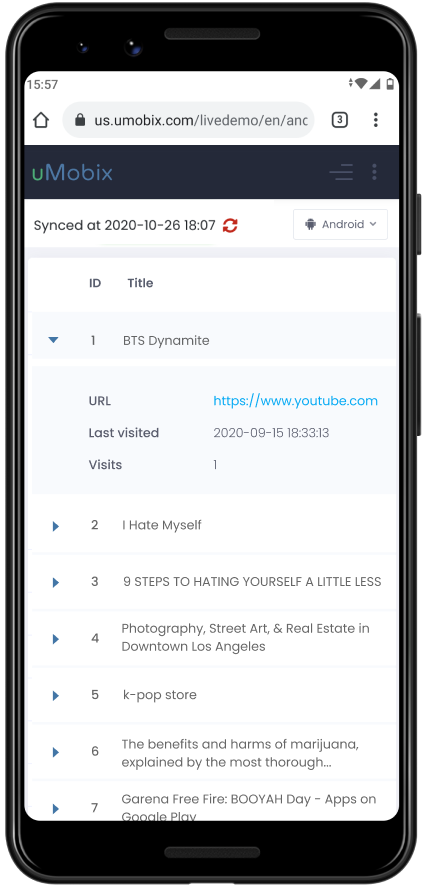 15:57
us.umobix.com/livedemo/en/anc
3
uMobix
Synced at 2020-10-26 18:07
Android
ID Title
1 BTS Dynamite
URL https://www.youtube.com
Last visited 2020-09-15 18:33:13
Visits 1
2 I Hate Myself
3 9 STEPS TO HATING YOURSELF A LITTLE LESS
4 Photography, Street Art, & Real Estate in
Downtown Los Angeles
5 k-pop store
6 The benefits and harms of marijuana,
explained by the most thorough...
7 Garena Free Fire: BOOYAH Day - Apps on
Google Play